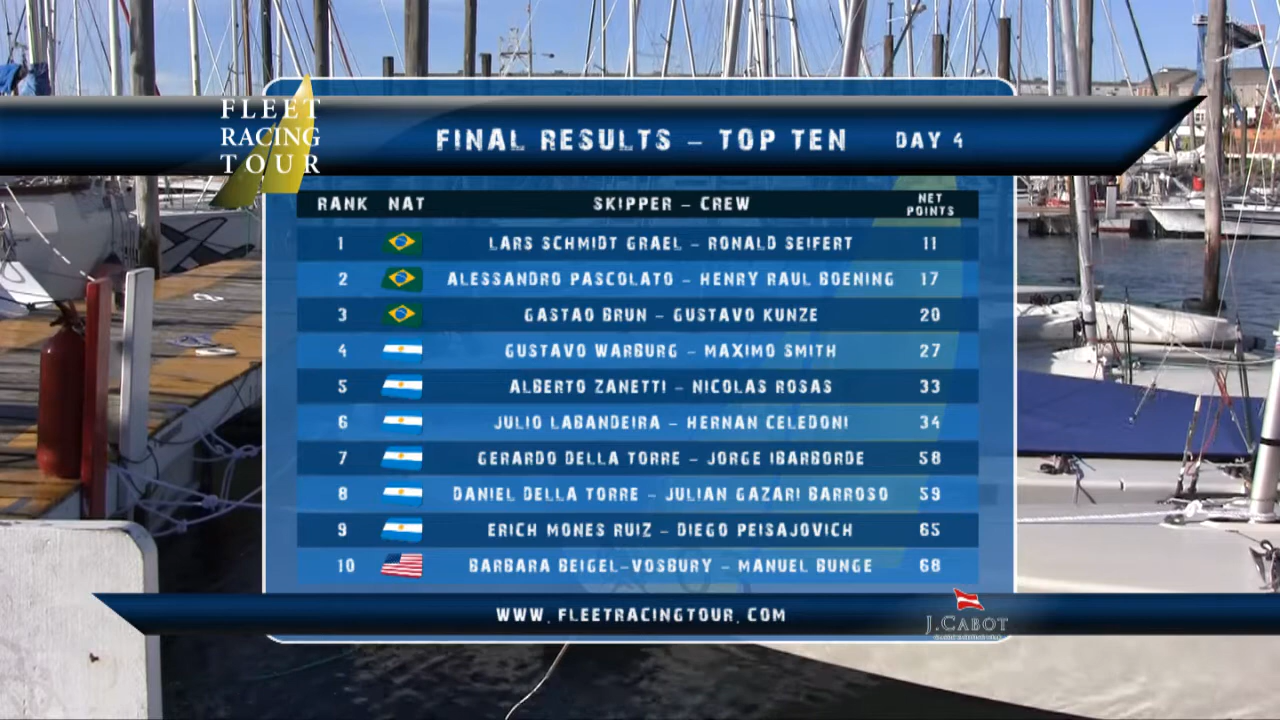 FLEET
RACING
TOUR
FINAL RESULTS – TOP TEN DAY 4
RANK NAT SKIPPER – CREW NET POINTS
1 LARS SCHMIDT GRAEL – RONALD SEIFERT 11
2 ALESSANDRO PASCOLATO – HENRY RAUL BOENING 17
3 GASTAO BRUN – GUSTAVO KUNZE 20
4 GUSTAVO WARBURG – MAXIMO SMITH 27
5 ALBERTO ZANETTI – NICOLAS ROSAS 33
6 JULIO LABANDEIRA – HERNAN CELEDONI 34
7 GERARDO DELLA TORRE – JORGE IBARBORDE 58
8 DANIEL DELLA TORRE – JULIAN GAZARI BARROSO 59
9 ERICH MONES RUIZ – DIEGO PEISAJOVICH 65
10 BARBARA BEIGEL–VOSBURY – MANUEL BUNGE 68
WWW. FLEETRACINGTOUR. COM
J.CABOT